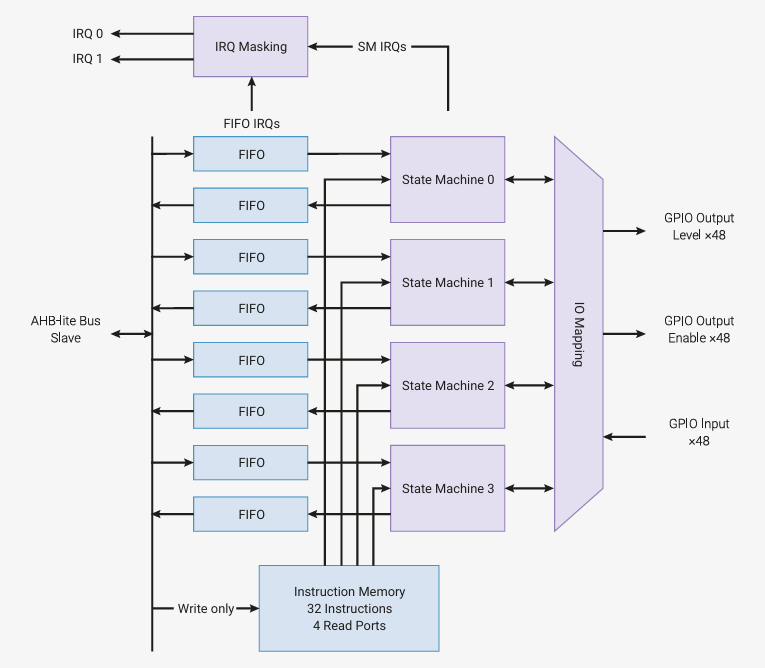 IRQ 0
IRQ 1
IRQ Masking
SM IRQs
FIFO IRQs
FIFO
FIFO
FIFO
FIFO
FIFO
FIFO
FIFO
FIFO
State Machine 0
State Machine 1
State Machine 2
State Machine 3
AHB-lite Bus
Slave
IO Mapping
GPIO Output
Level ×48
GPIO Output
Enable ×48
GPIO Input
×48
Write only
Instruction Memory
32 Instructions
4 Read Ports